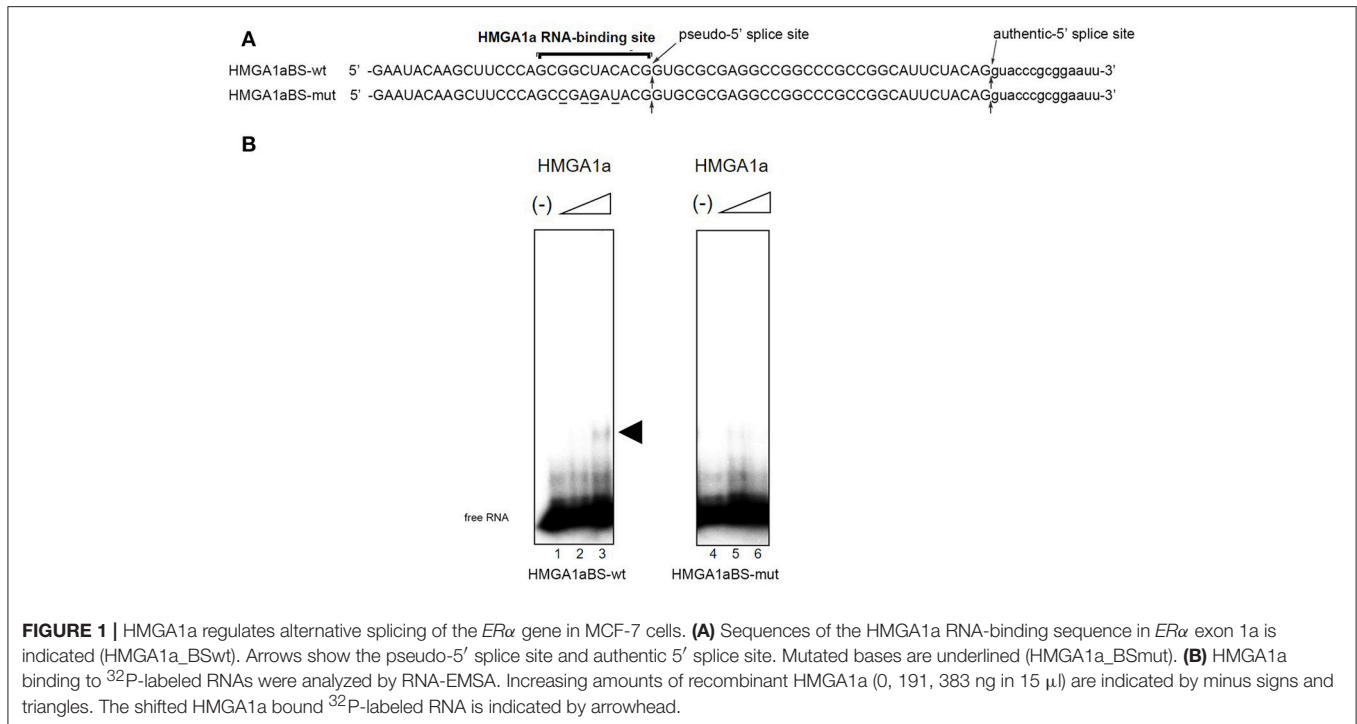 A
HMGA1a RNA-binding site
pseudo-5' splice site
authentic-5' splice site
HMGA1aBS-wt 5' -GAAUACAAGCUUCCCAGCGGCUACACGGUGCGCGAGGCCGGCCCGCCGGCAUUCUACAGguacccgcggaauu-3'
HMGA1aBS-mut 5' -GAAUACAAGCUUCCCAGCCGAGAUACGGUGCGCGAGGCCGGCCCGCCGGCAUUCUACAGguacccgcggaauu-3'
B
HMGA1a HMGA1a
(-) (-)
free RNA
1 2 3 4 5 6
HMGA1aBS-wt HMGA1aBS-mut
FIGURE 1 | HMGA1a regulates alternative splicing of the ERα gene in MCF-7 cells. (A) Sequences of the HMGA1a RNA-binding sequence in ERα exon 1a is
indicated (HMGA1a_BSwt). Arrows show the pseudo-5′ splice site and authentic 5′ splice site. Mutated bases are underlined (HMGA1a_BSmut). (B) HMGA1a
binding to ³²P-labeled RNAs were analyzed by RNA-EMSA. Increasing amounts of recombinant HMGA1a (0, 191, 383 ng in 15 μl) are indicated by minus signs and
triangles. The shifted HMGA1a bound ³²P-labeled RNA is indicated by arrowhead.